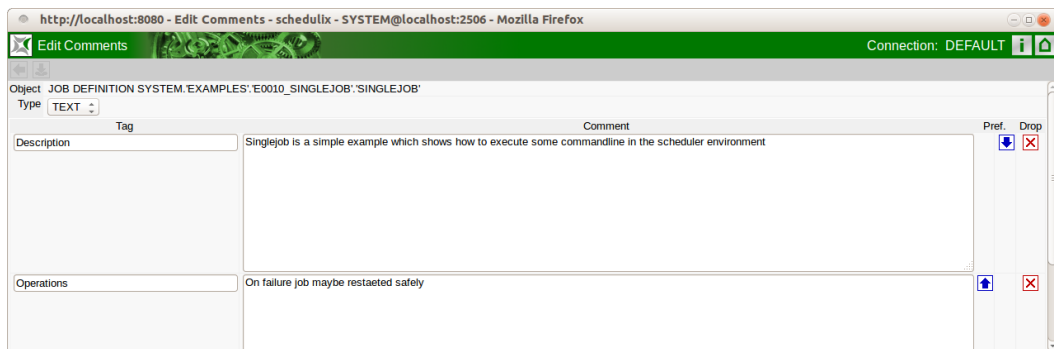 http://localhost:8080 - Edit Comments - schedulix - SYSTEM@localhost:2506 - Mozilla Firefox
Edit Comments Connection: DEFAULT
Object JOB DEFINITION SYSTEM.'EXAMPLES'.'E0010_SINGLEJOB'.'SINGLEJOB'
Type TEXT
Tag Comment Pref. Drop
Description Singlejob is a simple example which shows how to execute some commandline in the scheduler environment
Operations On failure job maybe restaeted safely